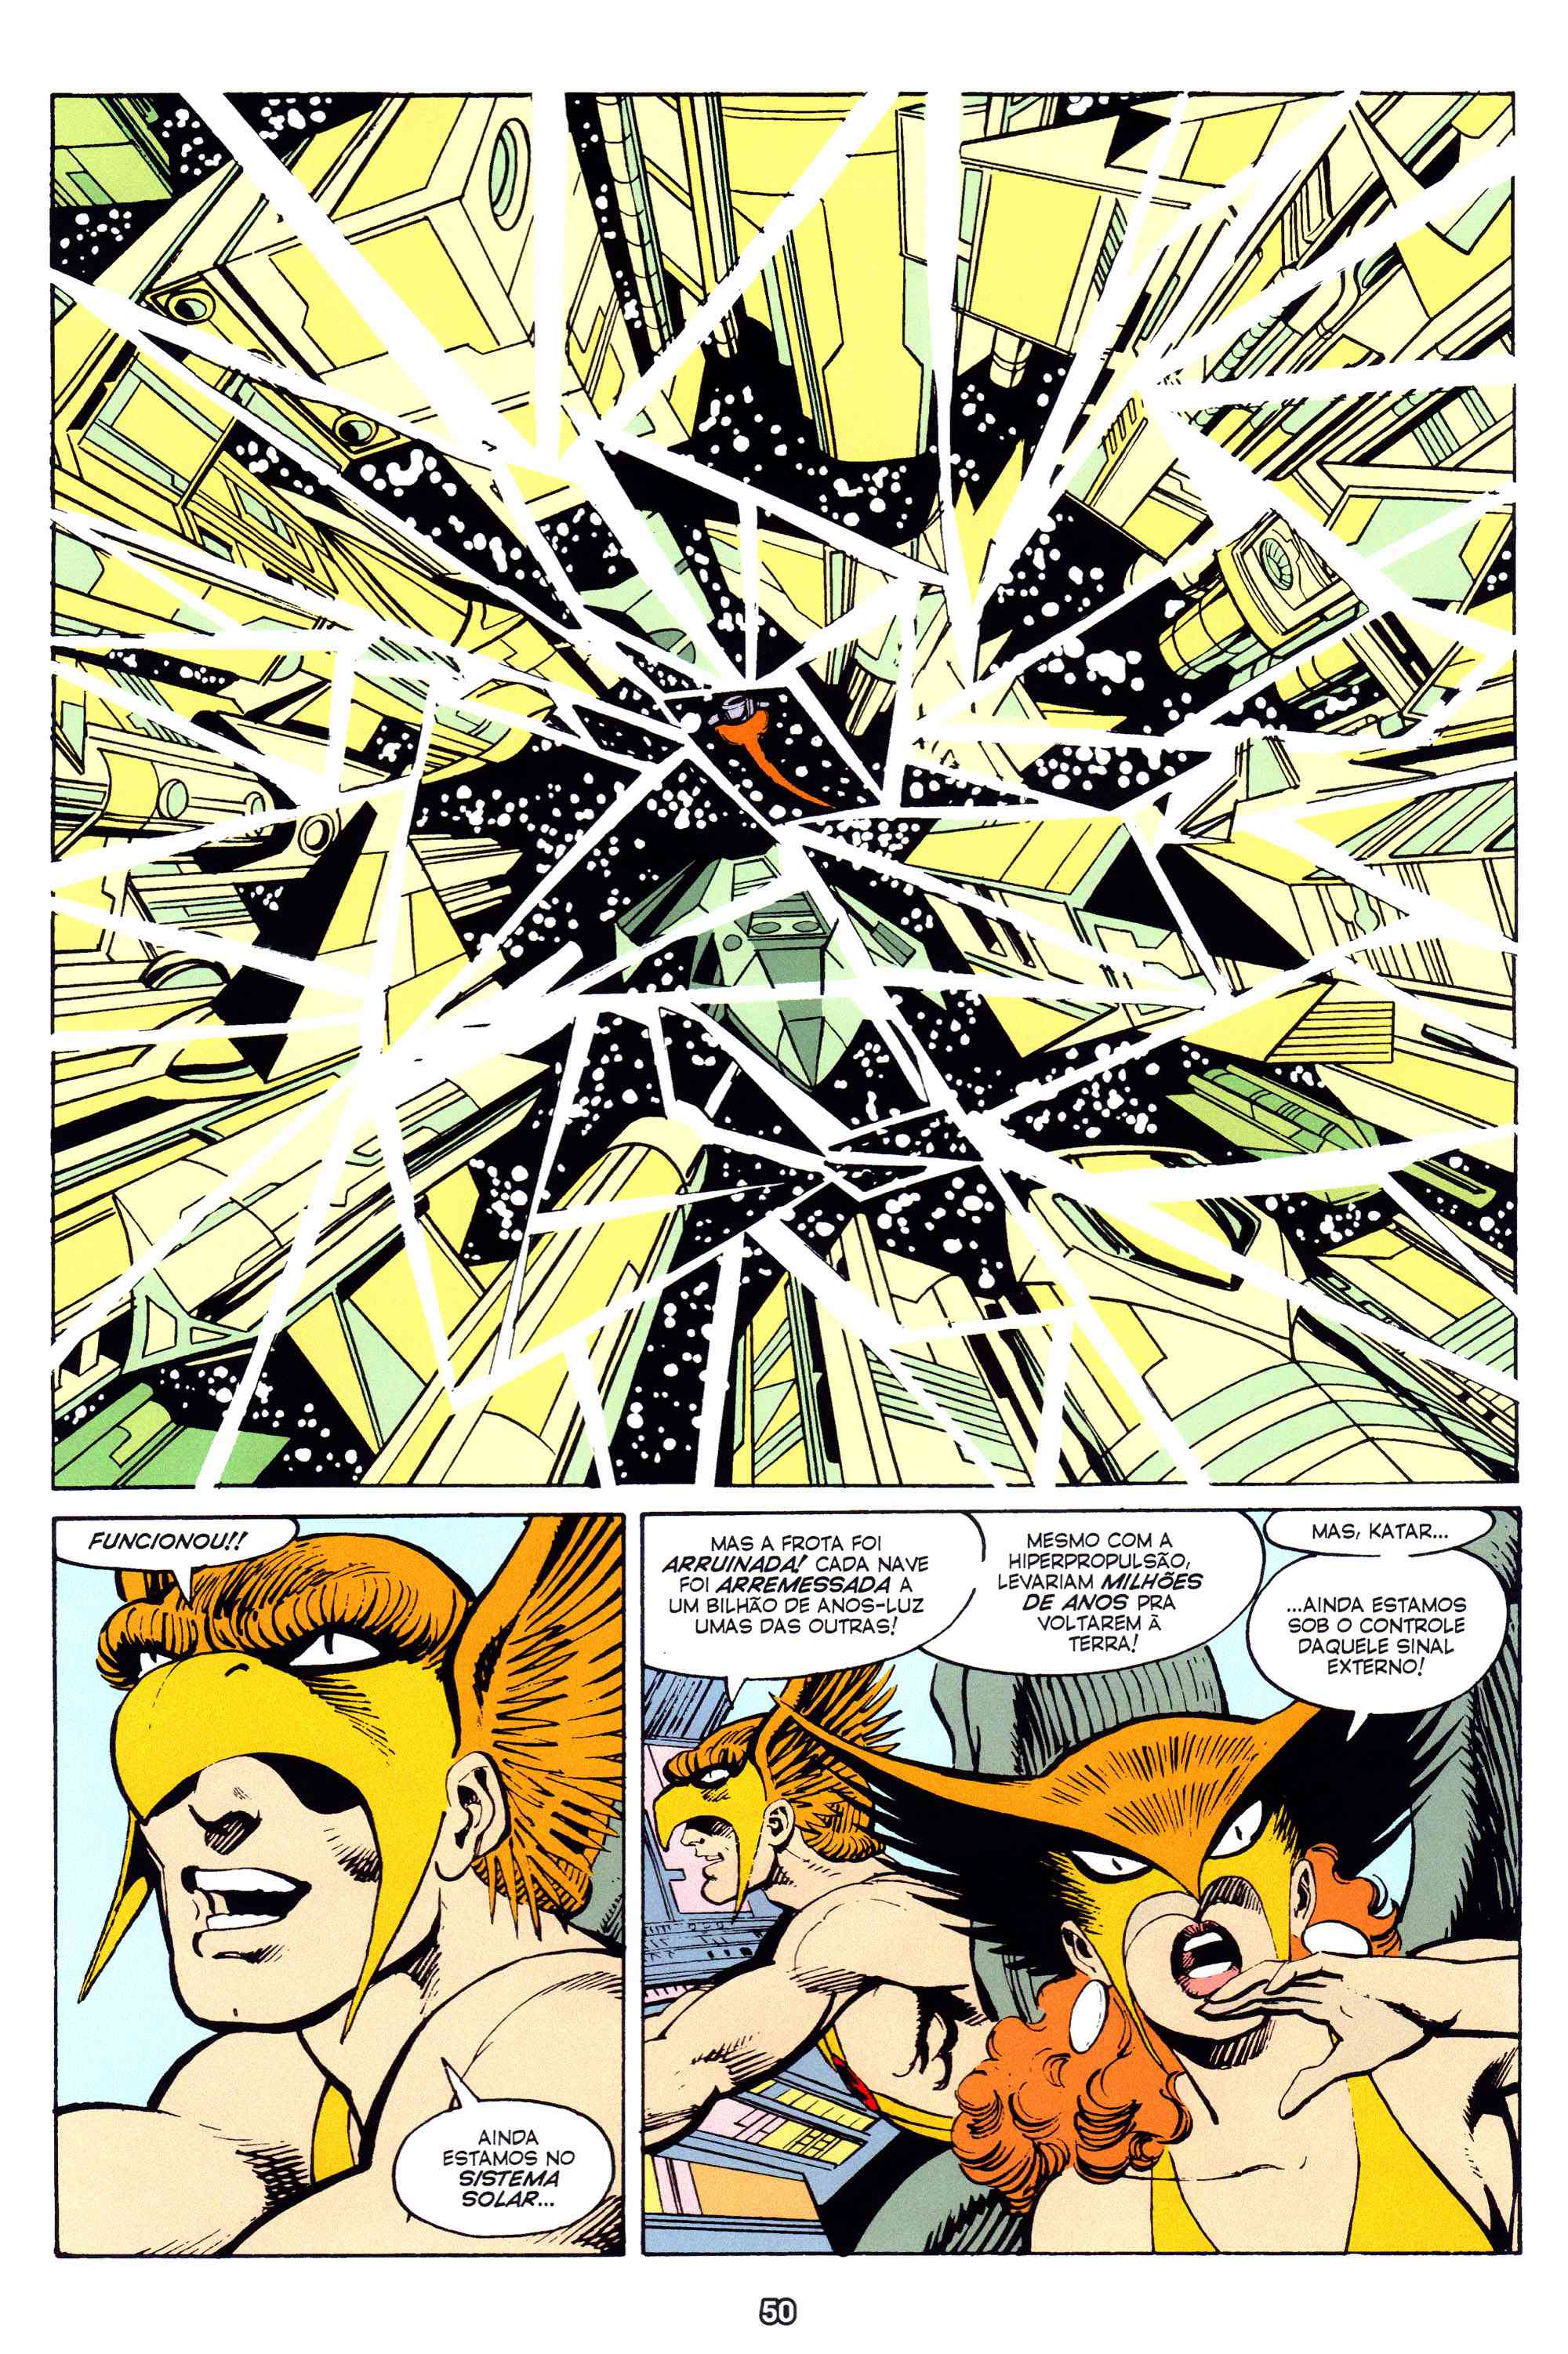 FUNCIONOU!!
AINDA
ESTAMOS NO
SISTEMA
SOLAR...
MAS A FROTA FOI
ARRUINADA! CADA NAVE
FOI ARREMESSADA A
UM BILHÃO DE ANOS-LUZ
UMAS DAS OUTRAS!
MESMO COM A
HIPERPROPULSÃO,
LEVARIAM MILHÕES
DE ANOS PRA
VOLTAREM À
TERRA!
MAS, KATAR...
...AINDA ESTAMOS
SOB O CONTROLE
DAQUELE SINAL
EXTERNO!
50